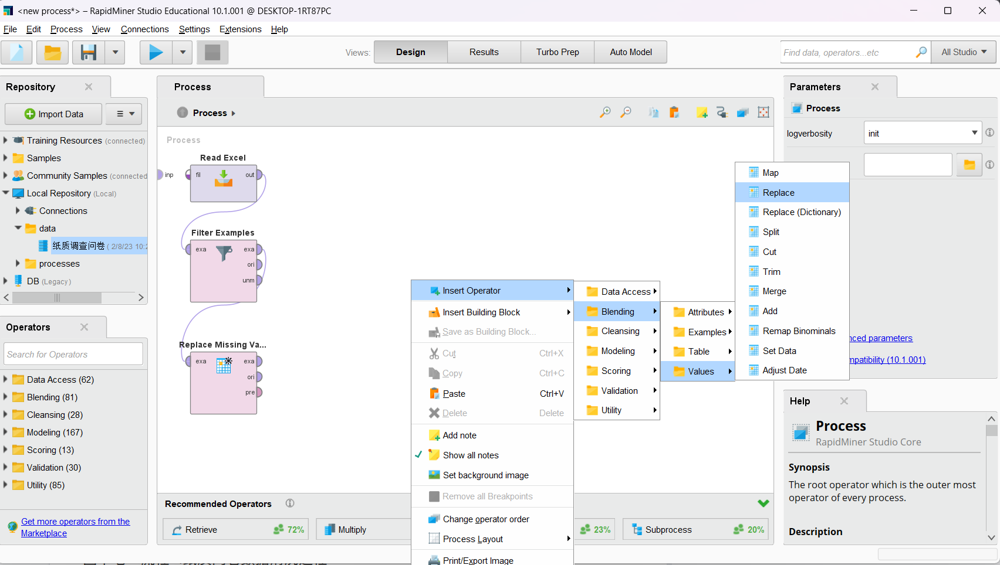 <new process*> – RapidMiner Studio Educational 10.1.001 @ DESKTOP-1RT87PC
File Edit Process View Connections Settings Extensions Help
Views: Design Results Turbo Prep Auto Model
Find data, operators...etc
All Studio
Repository
Import Data
Training Resources (connected)
Samples
Community Samples (connected
Local Repository (Local)
Connections
data
纸质调查问卷 ( 2/8/23 10:2
processes
DB (Legacy)
Operators
Search for Operators
Data Access (62)
Blending (81)
Cleansing (28)
Modeling (167)
Scoring (13)
Validation (30)
Utility (85)
Get more operators from the
Marketplace
Process
Process
Process
inp
Read Excel
fil out
Filter Examples
exa exa
ori
unm
Replace Missing Va...
exa exa
ori
pre
Recommended Operators
Retrieve 72%
Multiply
23%
Subprocess 20%
Insert Operator
Insert Building Block
Save as Building Block...
Cut Ctrl+X
Copy Ctrl+C
Paste Ctrl+V
Delete Delete
Add note
Show all notes
Set background image
Remove all Breakpoints
Change operator order
Process Layout
Print/Export Image
Data Access
Blending
Cleansing
Modeling
Scoring
Validation
Utility
Attributes
Examples
Table
Values
Map
Replace
Replace (Dictionary)
Split
Cut
Trim
Merge
Add
Remap Binominals
Set Data
Adjust Date
Parameters
Process
logverbosity init
nced parameters
mpatibility (10.1.001)
Help
Process
RapidMiner Studio Core
Synopsis
The root operator which is the outer most
operator of every process.
Description